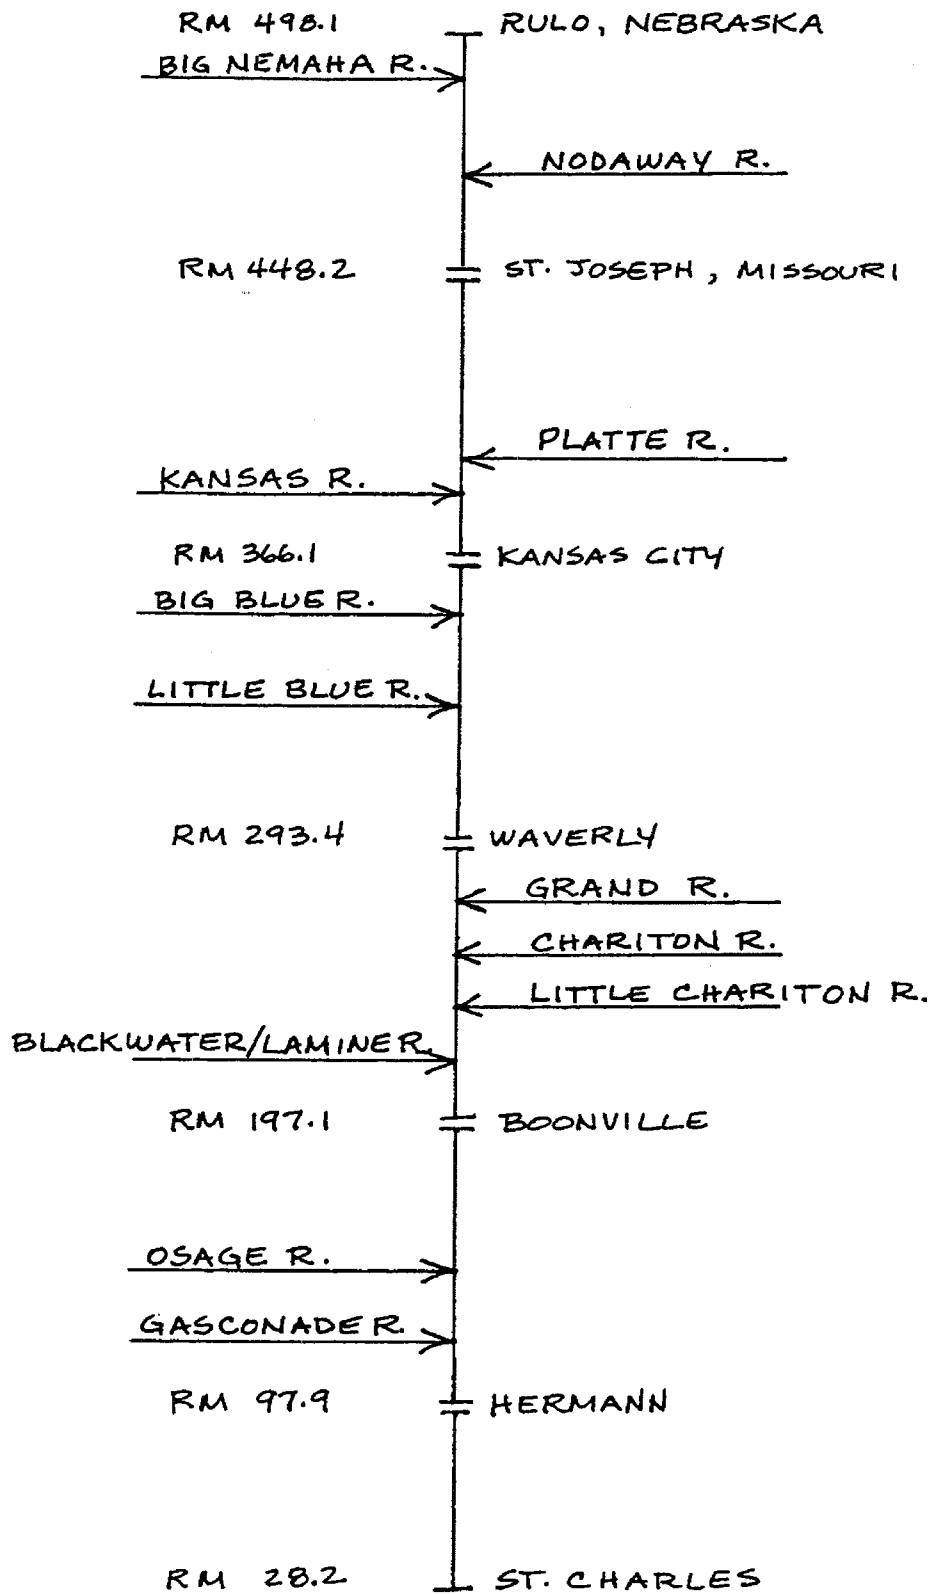 RM 498.1 RULO, NEBRASKA
BIG NEMAHA R.
NODAWAY R.
RM 448.2 ST. JOSEPH, MISSOURI
PLATTE R.
KANSAS R.
RM 366.1 KANSAS CITY
BIG BLUE R.
LITTLE BLUE R.
RM 293.4 WAVERLY
GRAND R.
CHARITON R.
LITTLE CHARITON R.
BLACKWATER/LAMINE R.
RM 197.1 BOONVILLE
OSAGE R.
GASCONADE R.
RM 97.9 HERMANN
RM 28.2 ST. CHARLES